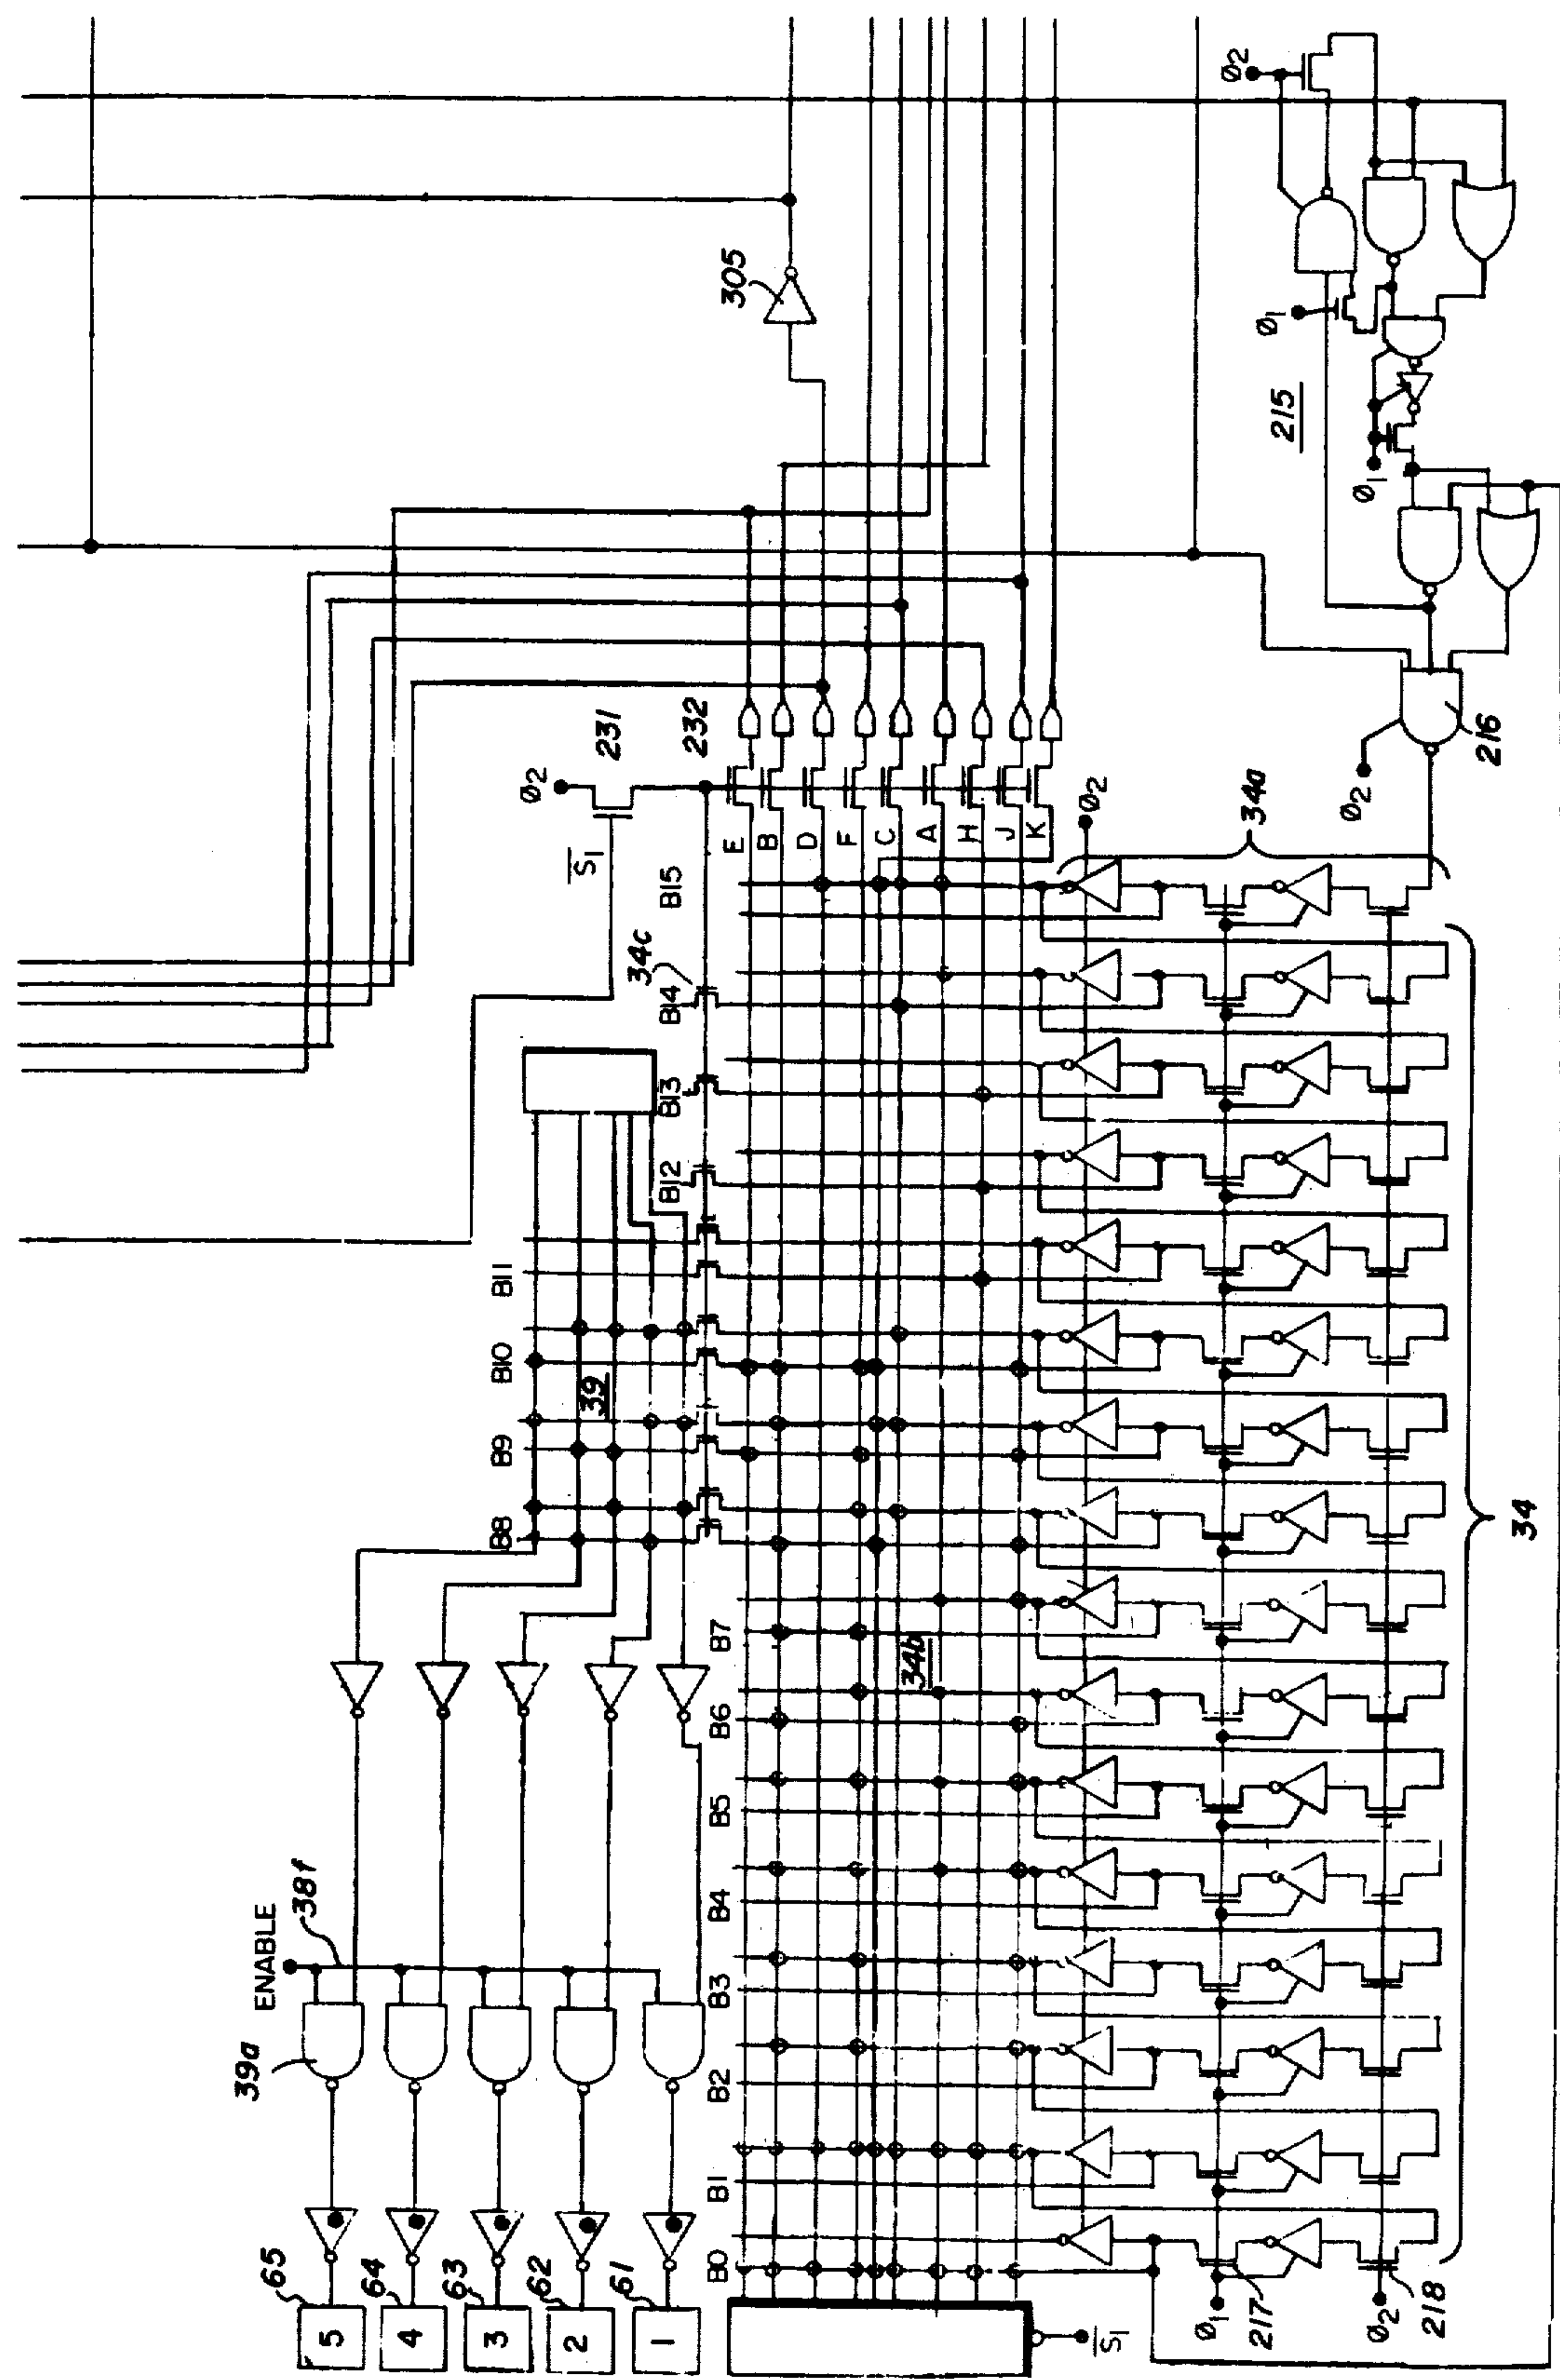 Ø2
305
Ø1
215
Ø1
Ø2
231
S1
232
E
B
D
F
C
A
H
J
K
Ø2
34a
Ø2
216
B15
34c
B14
B13
B12
B11
B10
39
B9
B8
B7
34b
B6
B5
B4
B3
B2
B1
B0
34
ENABLE
38f
39a
65
5
64
4
63
3
62
2
61
1
S1
Ø1
217
Ø2
218